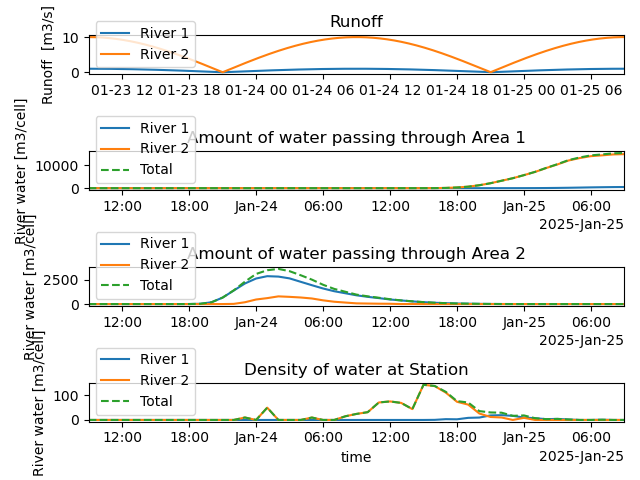 Runoff
Runoff  [m3/s]
River 1
River 2
10
0
01-23 12 01-23 18 01-24 00 01-24 06 01-24 12 01-24 18 01-25 00 01-25 06
Amount of water passing through Area 1
River water [m3/cell]
River 1
River 2
Total
10000
0
12:00 18:00 Jan-24 06:00 12:00 18:00 Jan-25 06:00
2025-Jan-25
Amount of water passing through Area 2
River water [m3/cell]
River 1
River 2
Total
2500
0
12:00 18:00 Jan-24 06:00 12:00 18:00 Jan-25 06:00
2025-Jan-25
Density of water at Station
River water [m3/cell]
River 1
River 2
Total
100
0
12:00 18:00 Jan-24 06:00 12:00 18:00 Jan-25 06:00
time
2025-Jan-25